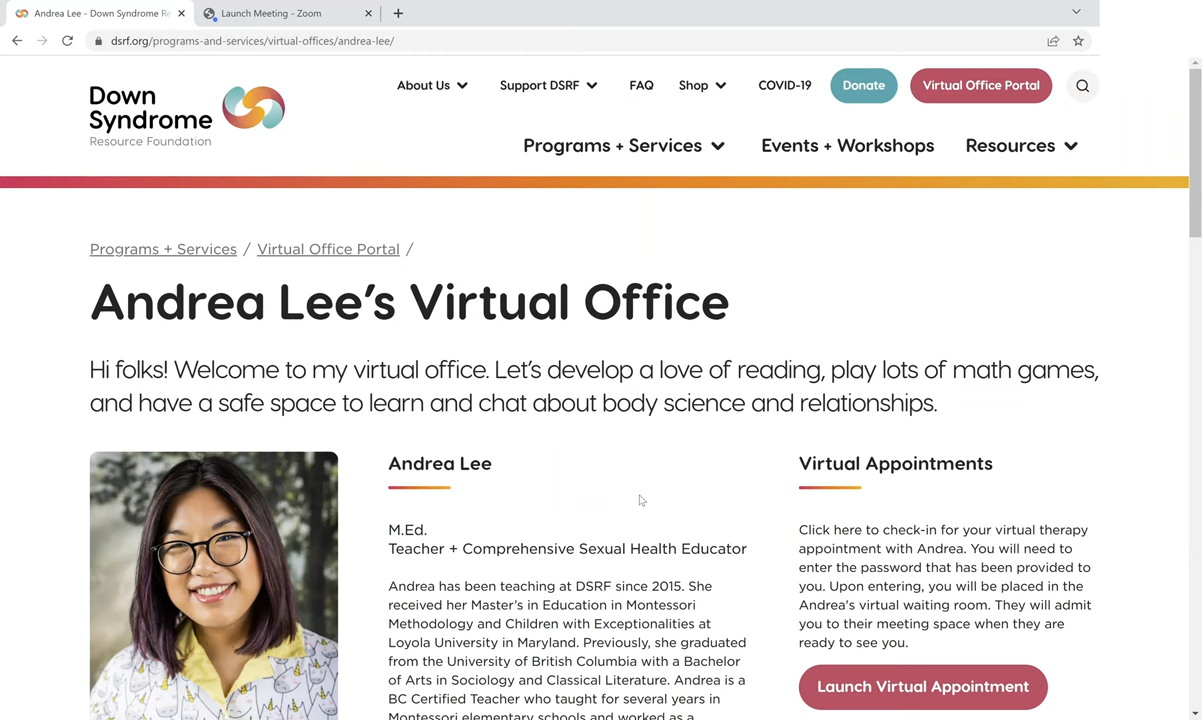 Andrea Lee - Down Syndrome Re
Launch Meeting - Zoom
dsrf.org/programs-and-services/virtual-offices/andrea-lee/
Down
Syndrome
Resource Foundation
About Us
Support DSRF
FAQ
Shop
COVID-19
Donate
Virtual Office Portal
Programs + Services
Events + Workshops
Resources
Programs + Services / Virtual Office Portal /
Andrea Lee's Virtual Office
Hi folks! Welcome to my virtual office. Let's develop a love of reading, play lots of math games,
and have a safe space to learn and chat about body science and relationships.
Andrea Lee
M.Ed.
Teacher + Comprehensive Sexual Health Educator
Andrea has been teaching at DSRF since 2015. She
received her Master's in Education in Montessori
Methodology and Children with Exceptionalities at
Loyola University in Maryland. Previously, she graduated
from the University of British Columbia with a Bachelor
of Arts in Sociology and Classical Literature. Andrea is a
BC Certified Teacher who taught for several years in
Montessori elementary schools and worked as a
Virtual Appointments
Click here to check-in for your virtual therapy
appointment with Andrea. You will need to
enter the password that has been provided to
you. Upon entering, you will be placed in the
Andrea's virtual waiting room. They will admit
you to their meeting space when they are
ready to see you.
Launch Virtual Appointment